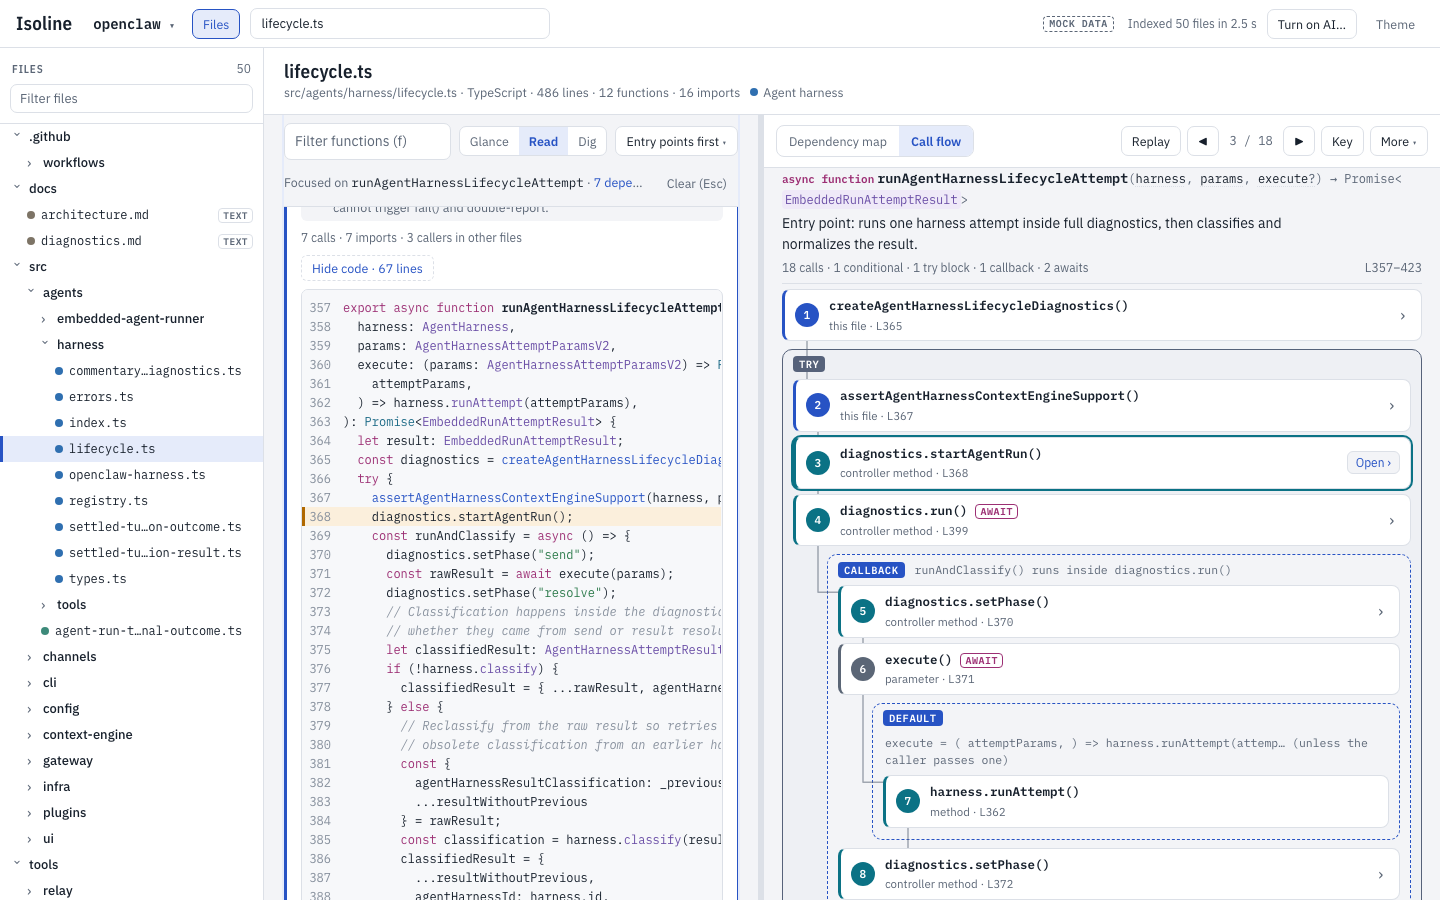 Isoline
openclaw ▾
Files
lifecycle.ts
MOCK DATA
Indexed 50 files in 2.5 s
Turn on AI…
Theme
FILES 50
Filter files
.github
workflows
docs
architecture.md TEXT
diagnostics.md TEXT
src
agents
embedded-agent-runner
harness
commentary…iagnostics.ts
errors.ts
index.ts
lifecycle.ts
openclaw-harness.ts
registry.ts
settled-tu…on-outcome.ts
settled-tu…ion-result.ts
types.ts
tools
agent-run-t…nal-outcome.ts
channels
cli
config
context-engine
gateway
infra
plugins
ui
tools
relay
lifecycle.ts
src/agents/harness/lifecycle.ts · TypeScript · 486 lines · 12 functions · 16 imports Agent harness
Filter functions (f)
Glance Read Dig
Entry points first ▾
Focused on runAgentHarnessLifecycleAttempt · 7 depe… Clear (Esc)
cannot trigger fail() and double-report.
7 calls · 7 imports · 3 callers in other files
Hide code · 67 lines
357 export async function runAgentHarnessLifecycleAttempt
358 harness: AgentHarness,
359 params: AgentHarnessAttemptParamsV2,
360 execute: (params: AgentHarnessAttemptParamsV2) =>
361 attemptParams,
362 ) => harness.runAttempt(attemptParams),
363 ): Promise<EmbeddedRunAttemptResult> {
364 let result: EmbeddedRunAttemptResult;
365 const diagnostics = createAgentHarnessLifecycleDiag
366 try {
367 assertAgentHarnessContextEngineSupport(harness, p
368 diagnostics.startAgentRun();
369 const runAndClassify = async () => {
370 diagnostics.setPhase("send");
371 const rawResult = await execute(params);
372 diagnostics.setPhase("resolve");
373 // Classification happens inside the diagnostic
374 // whether they came from send or result resolu
375 let classifiedResult: AgentHarnessAttemptResult
376 if (!harness.classify) {
377 classifiedResult = { ...rawResult, agentHarne
378 } else {
379 // Reclassify from the raw result so retries
380 // obsolete classification from an earlier ha
381 const {
382 agentHarnessResultClassification: _previous
383 ...resultWithoutPrevious
384 } = rawResult;
385 const classification = harness.classify(resul
386 classifiedResult = {
387 ...resultWithoutPrevious,
388 agentHarnessId: harness.id,
Dependency map Call flow
Replay ◀ 3 / 18 ▶ Key More ▾
async function runAgentHarnessLifecycleAttempt(harness, params, execute?) → Promise<
EmbeddedRunAttemptResult>
Entry point: runs one harness attempt inside full diagnostics, then classifies and
normalizes the result.
18 calls · 1 conditional · 1 try block · 1 callback · 2 awaits L357–423
1 createAgentHarnessLifecycleDiagnostics()
this file · L365
TRY
2 assertAgentHarnessContextEngineSupport()
this file · L367
3 diagnostics.startAgentRun()
controller method · L368
Open ›
4 diagnostics.run() AWAIT
controller method · L399
CALLBACK runAndClassify() runs inside diagnostics.run()
5 diagnostics.setPhase()
controller method · L370
6 execute() AWAIT
parameter · L371
DEFAULT
execute = ( attemptParams, ) => harness.runAttempt(attemp… (unless the
caller passes one)
7 harness.runAttempt()
method · L362
8 diagnostics.setPhase()
controller method · L372